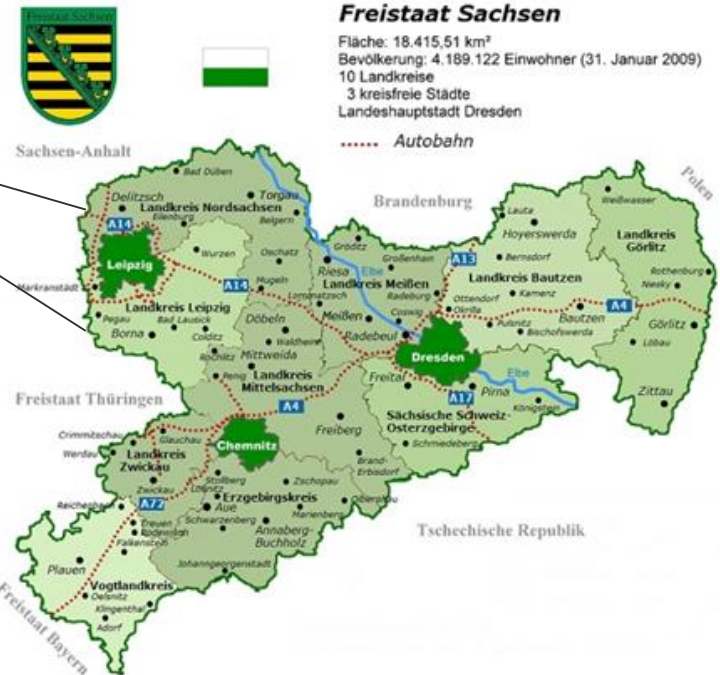 Freistaat Sachsen
Freistaat Sachsen
Fläche: 18.415,51 km²
Bevölkerung: 4.189.122 Einwohner (31. Januar 2009)
10 Landkreise
3 kreisfreie Städte
Landeshauptstadt Dresden
Autobahn
Sachsen-Anhalt
Brandenburg
Polen
Bad Düben
Delitzsch
Torgau
Landkreis Nordsachsen
Eilenburg
Belgern
A14
Leipzig
Wurzen
Oschatz
Markranstädt
A14
Mugeln
Landkreis Leipzig
Pegau
Bad Lausick
Borna
Colditz
Gröditz
Riesa
Elbe
Großenhain
Landkreis Meißen
Radeburg
Lommatzsch
Meißen
Coswig
Radebeul
A13
Lauta
Hoyerswerda
Bernsdorf
Landkreis Bautzen
Ottendorf
Okrilla
Kamenz
Pulsnitz
Bautzen
Bischofswerda
Weißwasser
Landkreis
Görlitz
Rothenburg
Niesky
A4
Görlitz
Löbau
Zittau
Döbeln
Waldheim
Rochlitz
Mittweida
Penig
Landkreis
Mittelsachsen
A4
Freiberg
Brand-
Erbisdorf
Dresden
Freital
Elbe
Pirna
A17
Königstein
Sächsische Schweiz-
Osterzgebirge
Schmiedeberg
Freistaat Thüringen
Chemnitz
Crimmitschau
Glauchau
Werdau
Landkreis
Zwickau
Zwickau
Stollberg
Lößnitz
Zschopau
Erzgebirgskreis
Aue
Marienberg
Olbernhau
Schwarzenberg
Annaberg-
Buchholz
Johanngeorgenstadt
Tschechische Republik
A72
Treuen
Rodewisch
Falkenstein
Plauen
Vogtlandkreis
Oelsnitz
Klingenthal
Adorf
Freistaat Bayern